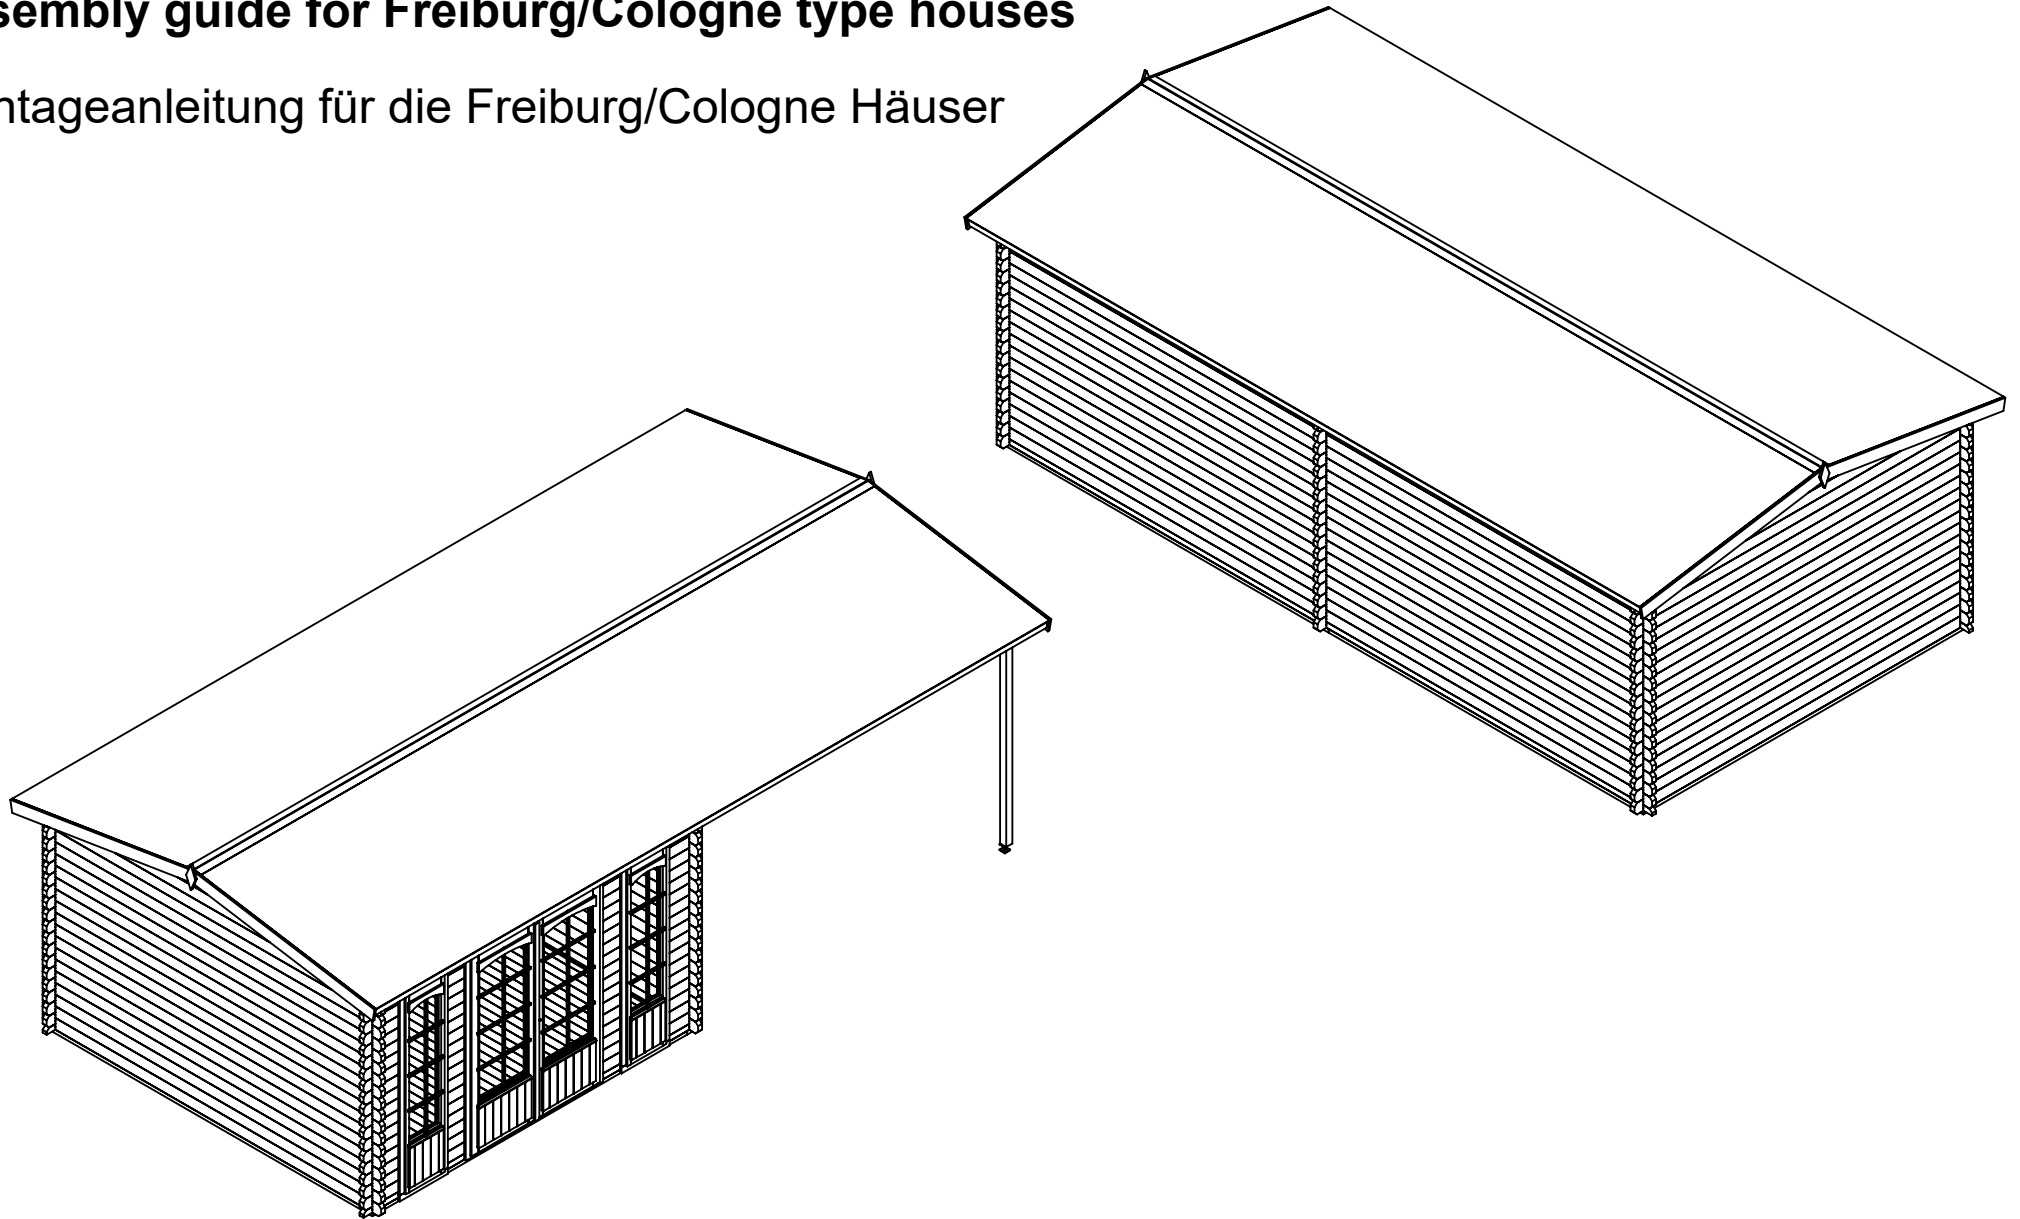 sembly guide for Freiburg/Cologne type houses
ntageanleitung für die Freiburg/Cologne Häuser